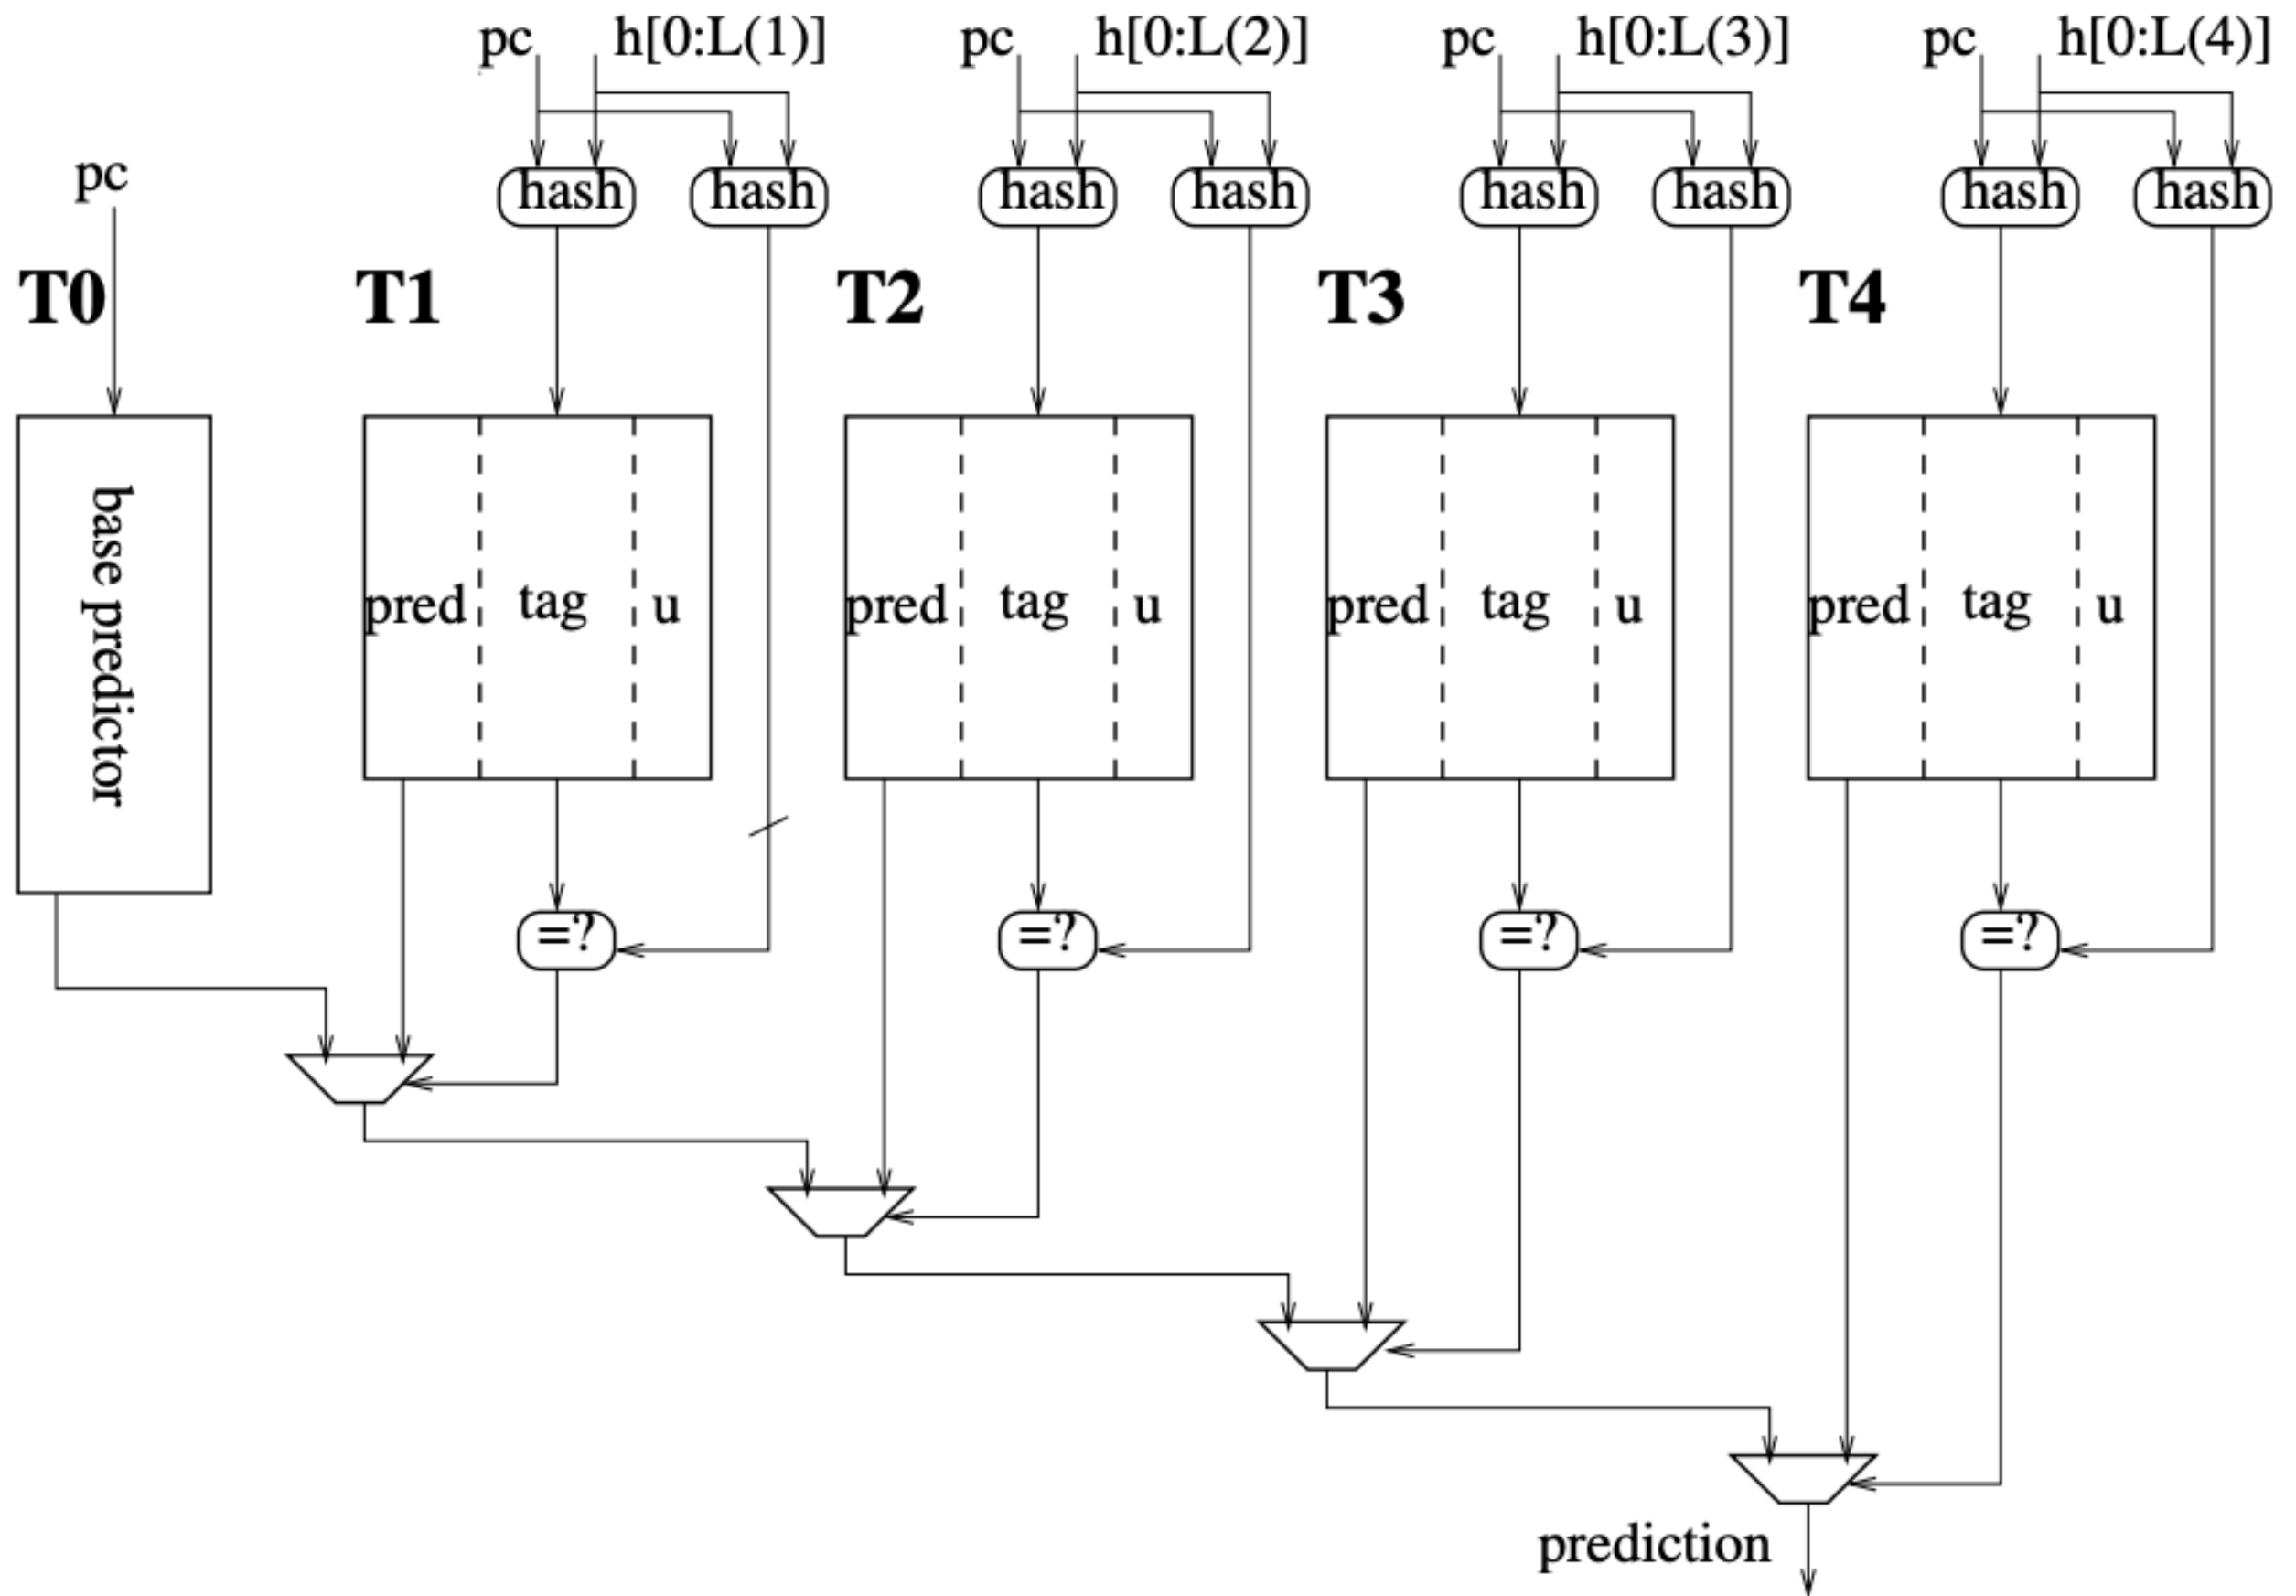 pc h[0:L(1)] pc h[0:L(2)] pc h[0:L(3)] pc h[0:L(4)]
pc
hash hash hash hash hash hash hash hash
T0 T1 T2 T3 T4
base predictor
pred tag u pred tag u pred tag u pred tag u
=? =? =? =?
prediction